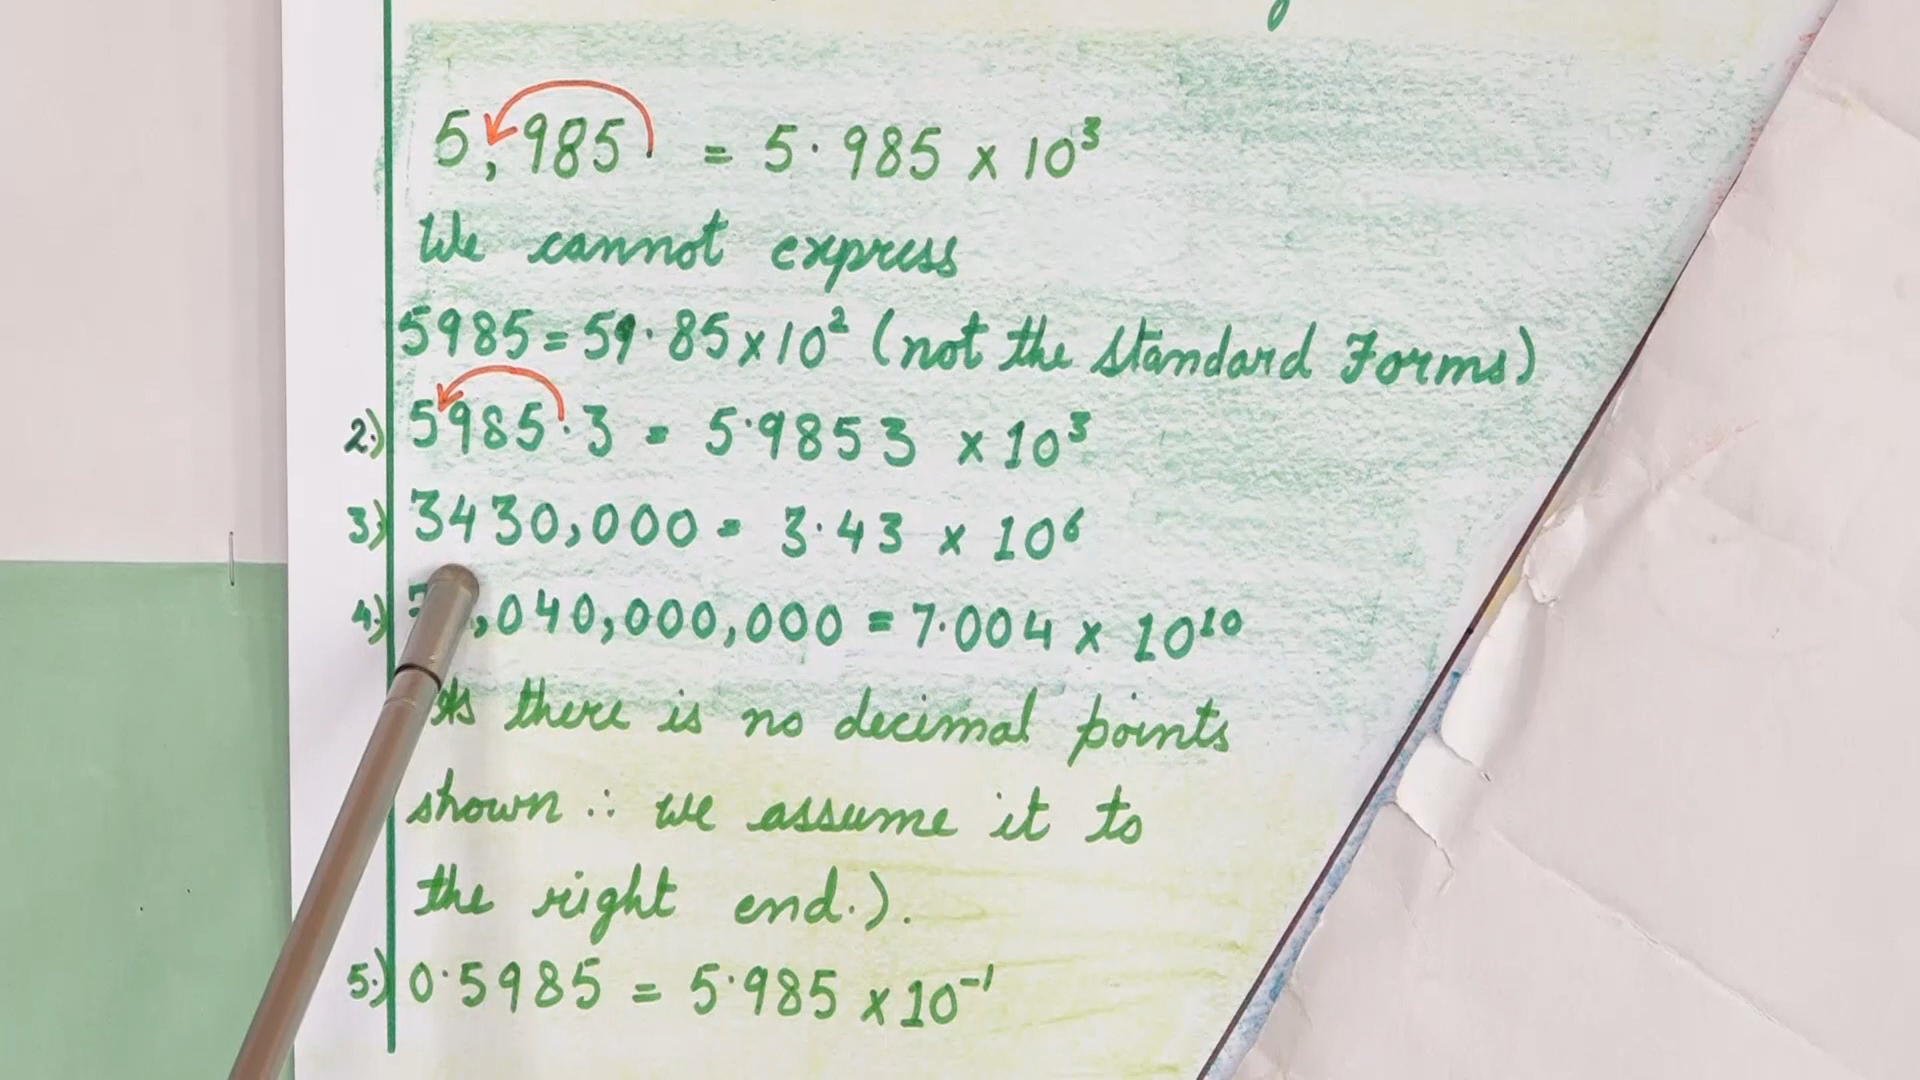 5,985. = 5.985 x 10³
We cannot express
5985=59.85x10² (not the standard Forms)
2.) 5985.3 = 5.9853 x 10³
3.) 3430,000 = 3.43 x 10⁶
4.) ,040,000,000 = 7.004 x 10¹⁰
As there is no decimal points
shown ∴ we assume it to
the right end.).
5.) 0.5985 = 5.985 x 10⁻¹